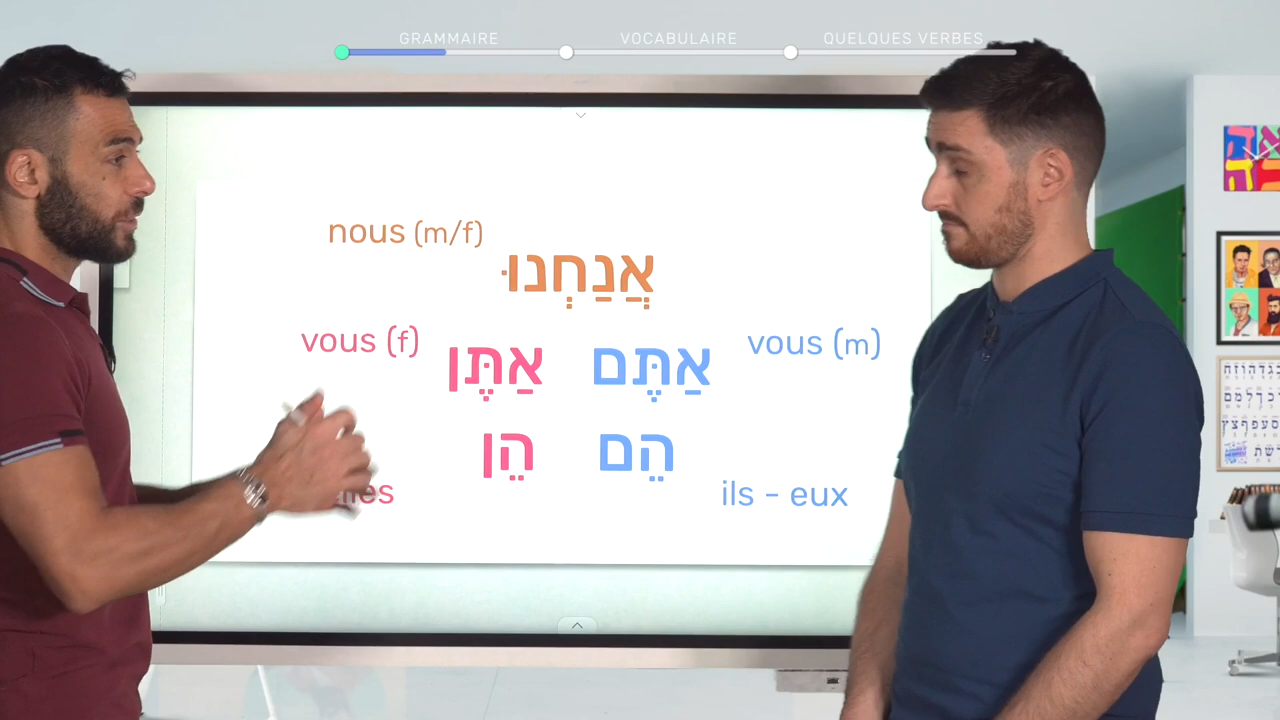 GRAMMAIRE VOCABULAIRE QUELQUES VERBES
nous (m/f)
אֲנַחְנוּ
vous (f) אַתֶּן אַתֶּם vous (m)
הֵן הֵם
ils - eux